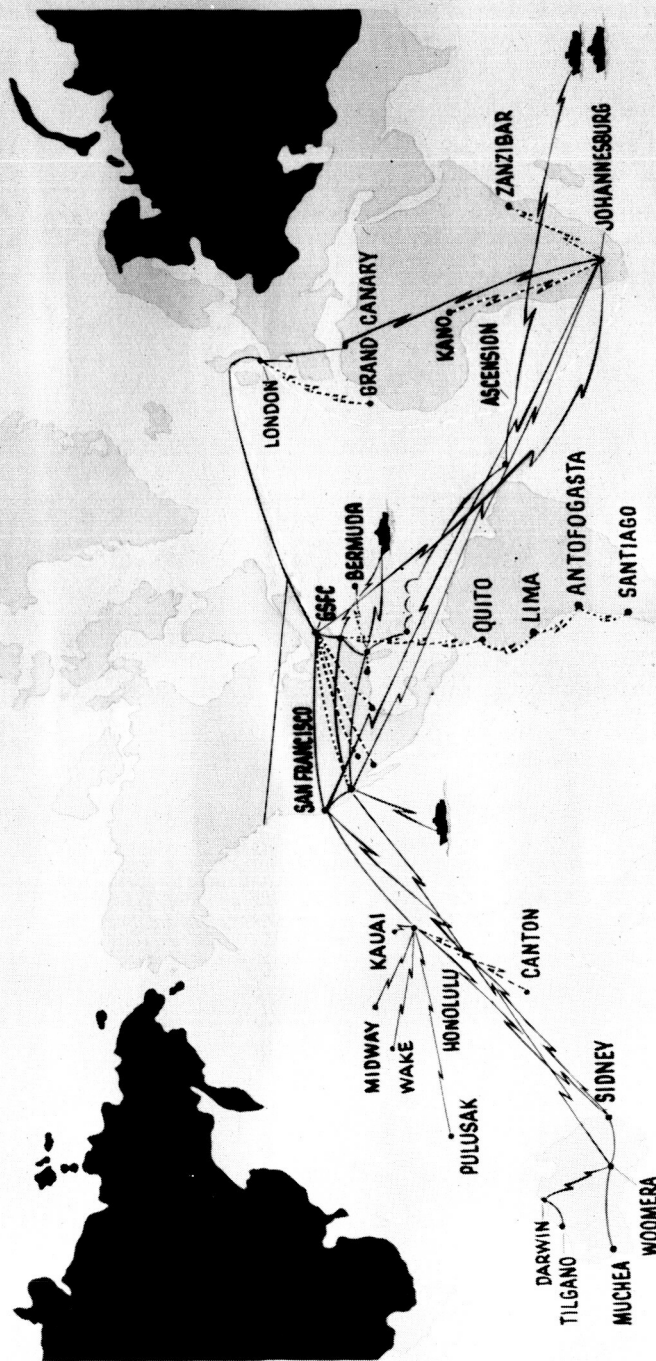 LONDON
GRAND CANARY
KANO
ZANZIBAR
ASCENSION
JOHANNESBURG
GSFC
BERMUDA
SAN FRANCISCO
QUITO
LIMA
ANTOFOGASTA
SANTIAGO
KAUAI
MIDWAY
WAKE
HONOLULU
PULUSAK
CANTON
SIDNEY
DARWIN
TILGANO
MUCHEA
WOOMERA